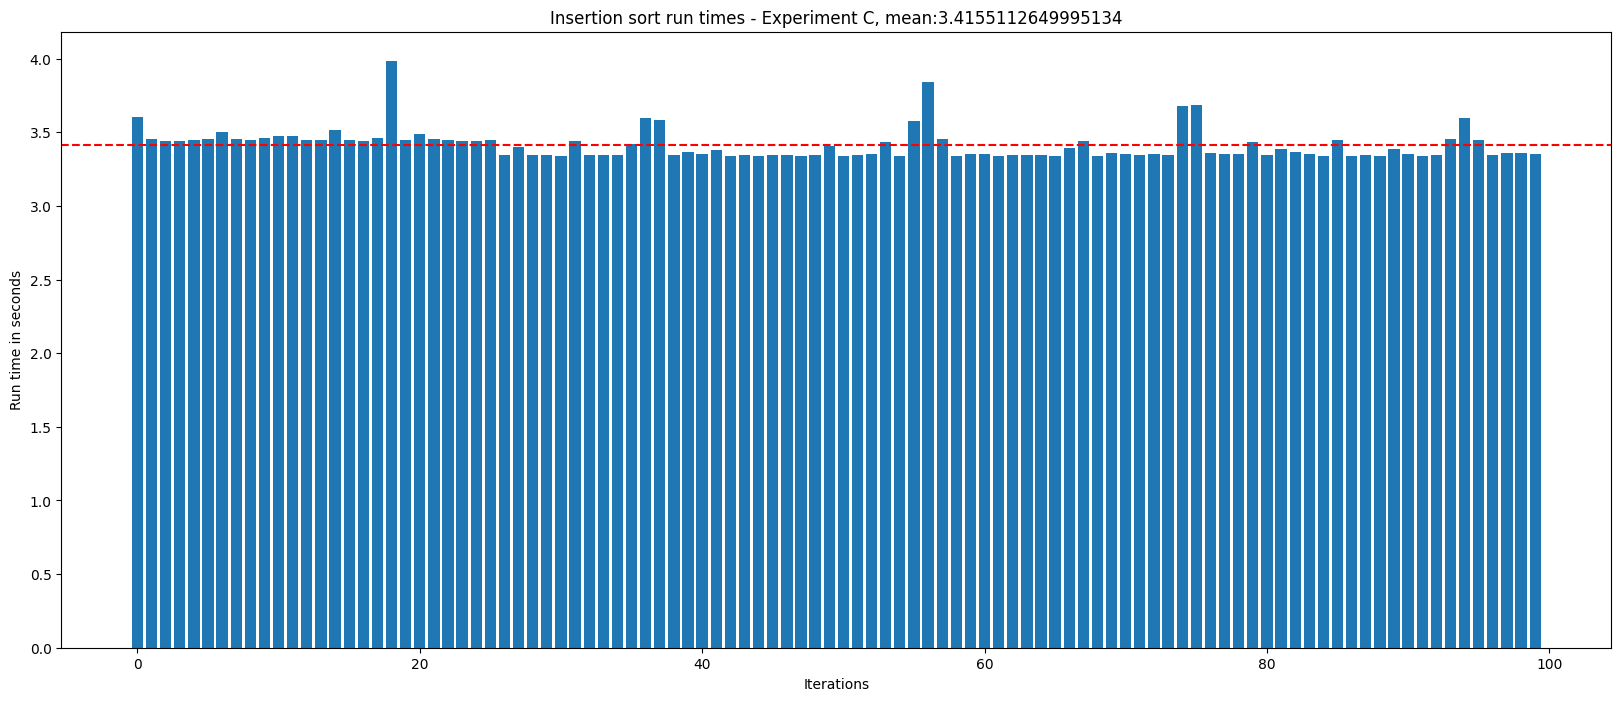 Insertion sort run times - Experiment C, mean:3.4155112649995134
4.0
3.5
3.0
2.5
2.0
1.5
1.0
0.5
0.0
Run time in seconds
0 20 40 60 80 100
Iterations